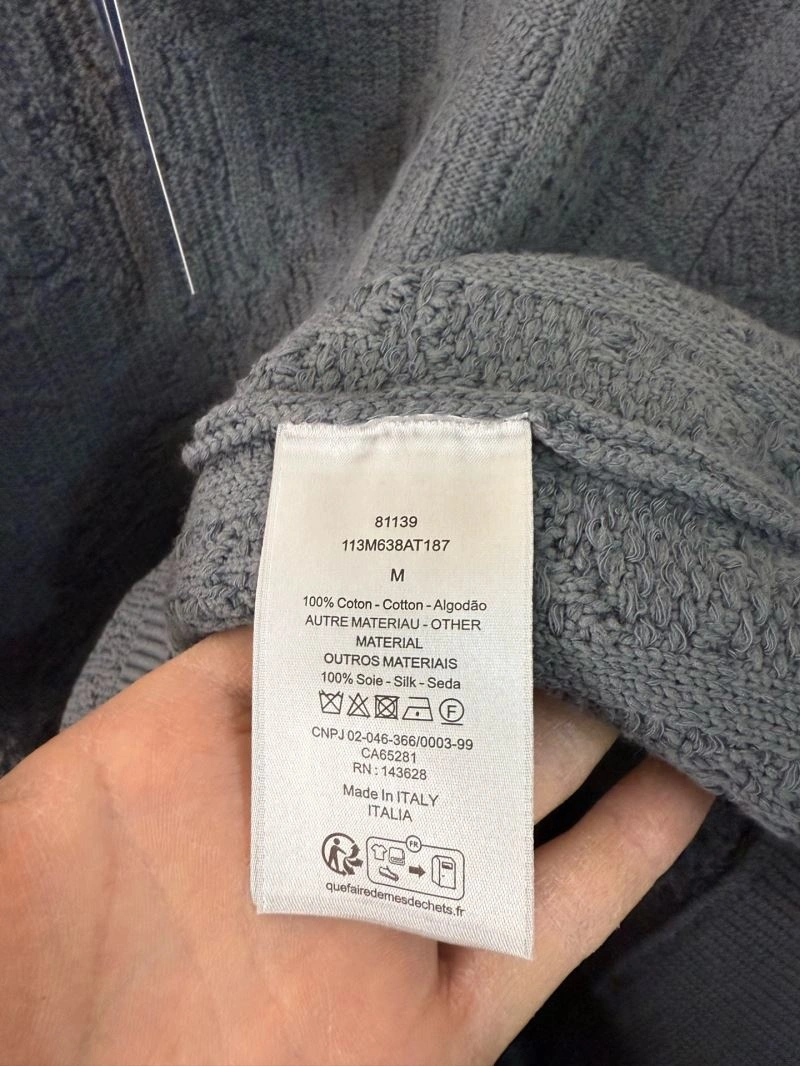 81139
113M638AT187
M
100% Coton - Cotton - Algodão
AUTRE MATERIAU - OTHER
MATERIAL
OUTROS MATERIAIS
100% Soie - Silk - Seda
F
CNPJ 02-046-366/0003-99
CA65281
RN : 143628
Made In ITALY
ITALIA
FR
quefairedemesdechets.fr